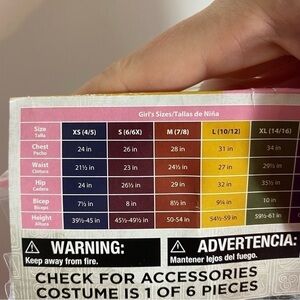 Girl's Sizes/Tallas de Niña
Size Talla XS (4/5) S (6/6X) M (7/8) L (10/12) XL (14/16)
Chest Pecho 24 in 26 in 28 in 31 in 34 in
Waist Cintura 21½ in 23 in 24½ in 27 in 29½
Hip Cadera 24 in 26½ in 29 in 32 in 35½ in
Bicep Bíceps 7½ in 8 in 8½ in 9¼ in 10 in
Height Altura 39½-45 in 45½-49½ in 50-54 in 54½-59 in 59½-61 in
WARNING:
Keep away from fire.
ADVERTENCIA:
Mantener lejos del fuego.
CHECK FOR ACCESSORIES
COSTUME IS 1 OF 6 PIECES